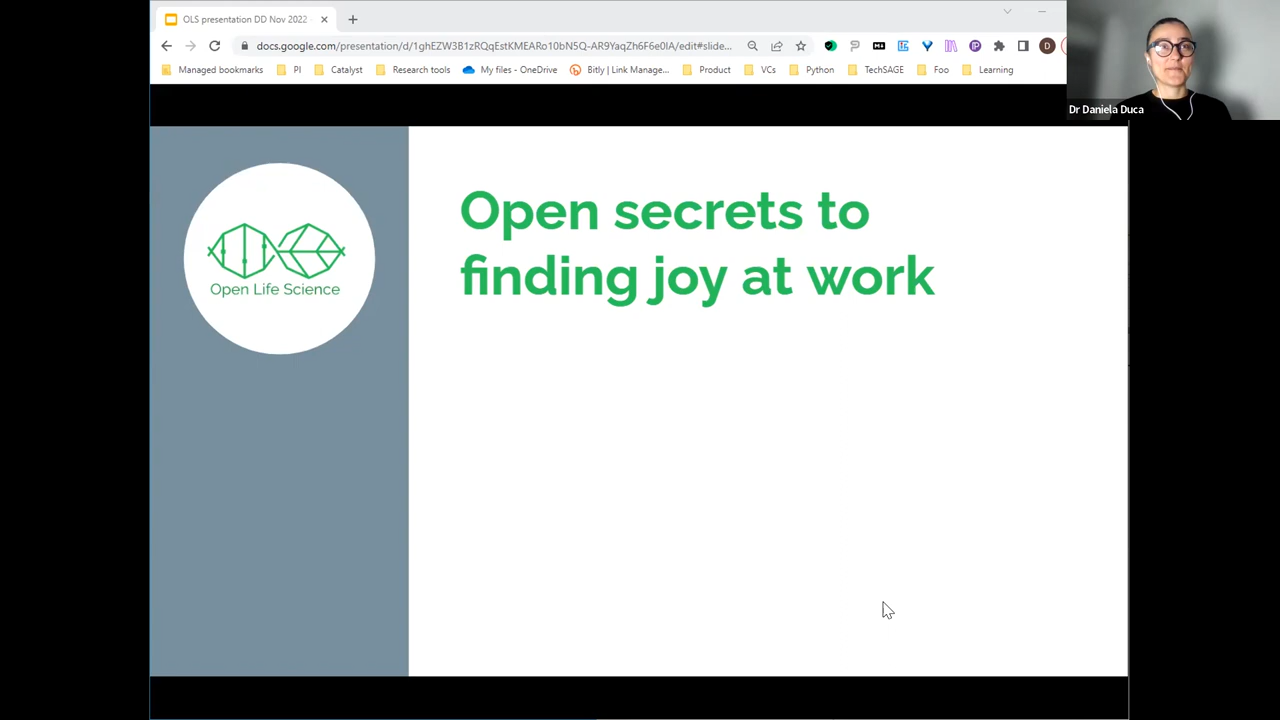 OLS presentation DD Nov 2022
docs.google.com/presentation/d/1ghEZW3B1zRQqEstKMEARo10bN5Q-AR9YaqZh6F6e0IA/edit#slide...
Managed bookmarks PI Catalyst Research tools My files - OneDrive Bitly | Link Manage... Product VCs Python TechSAGE Foo Learning
Dr Daniela Duca
Open Life Science
Open secrets to
finding joy at work